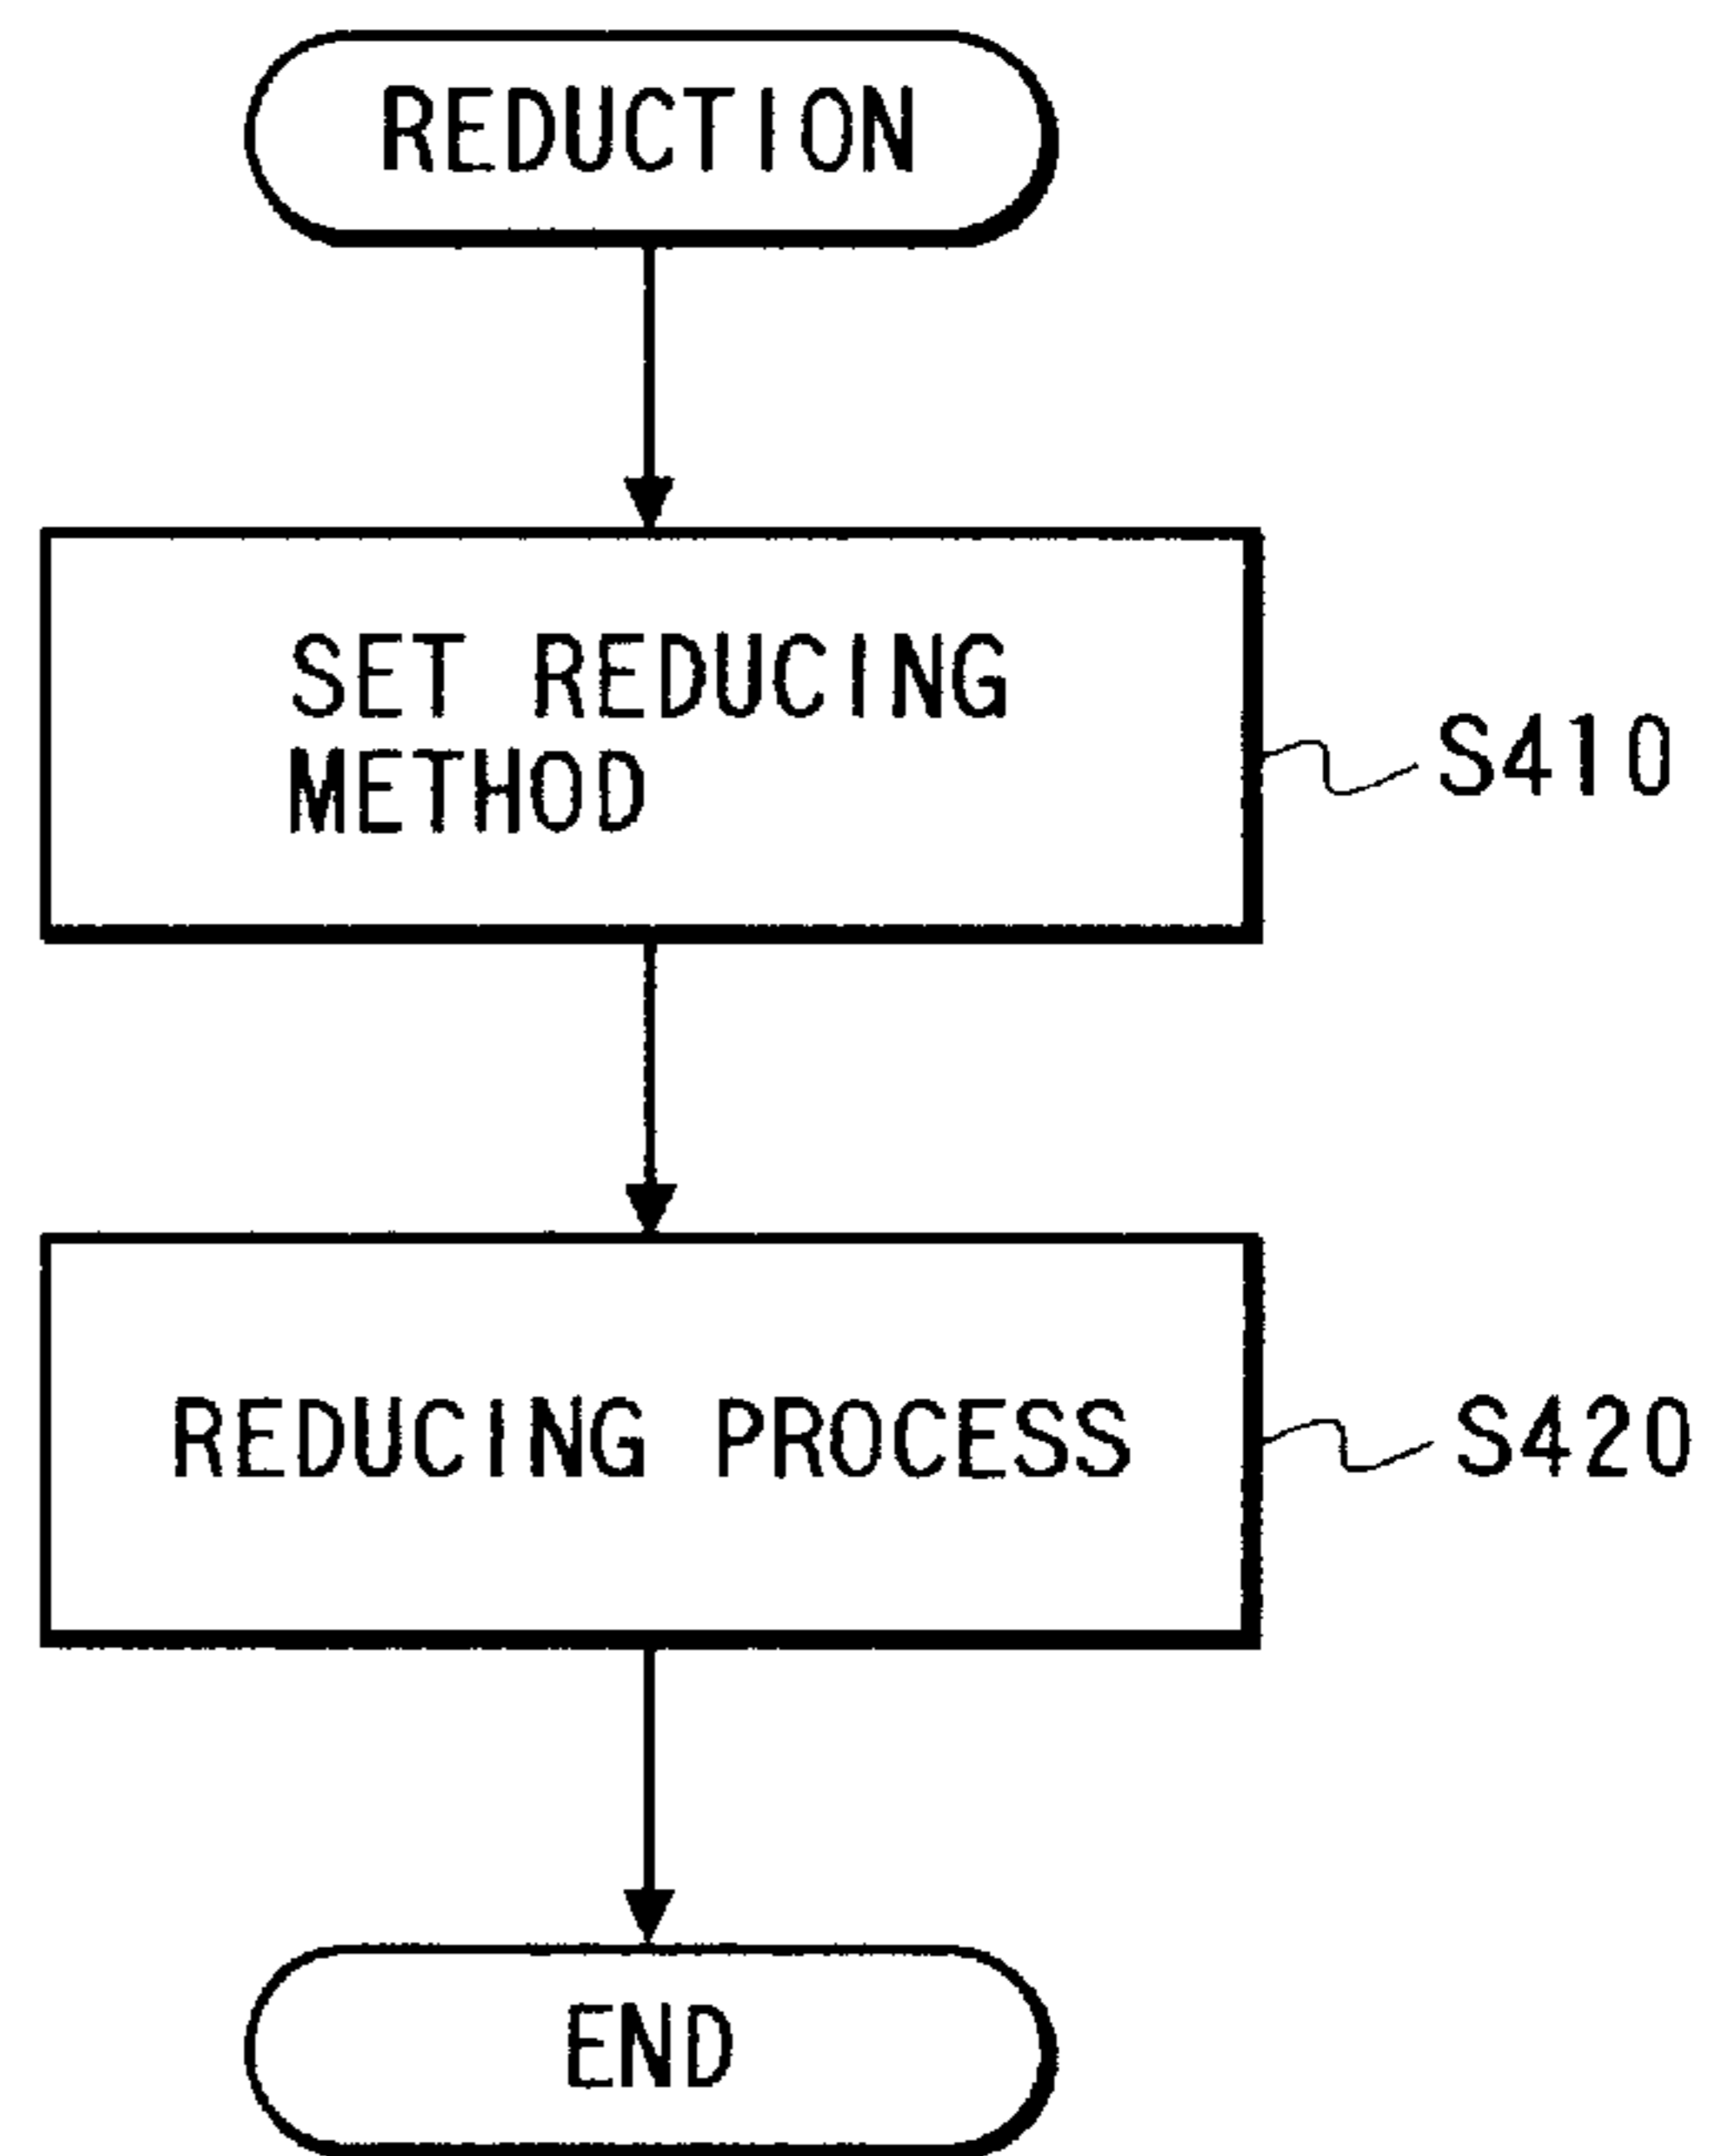 REDUCTION
SET REDUCING
METHOD
S410
REDUCING PROCESS
S420
END